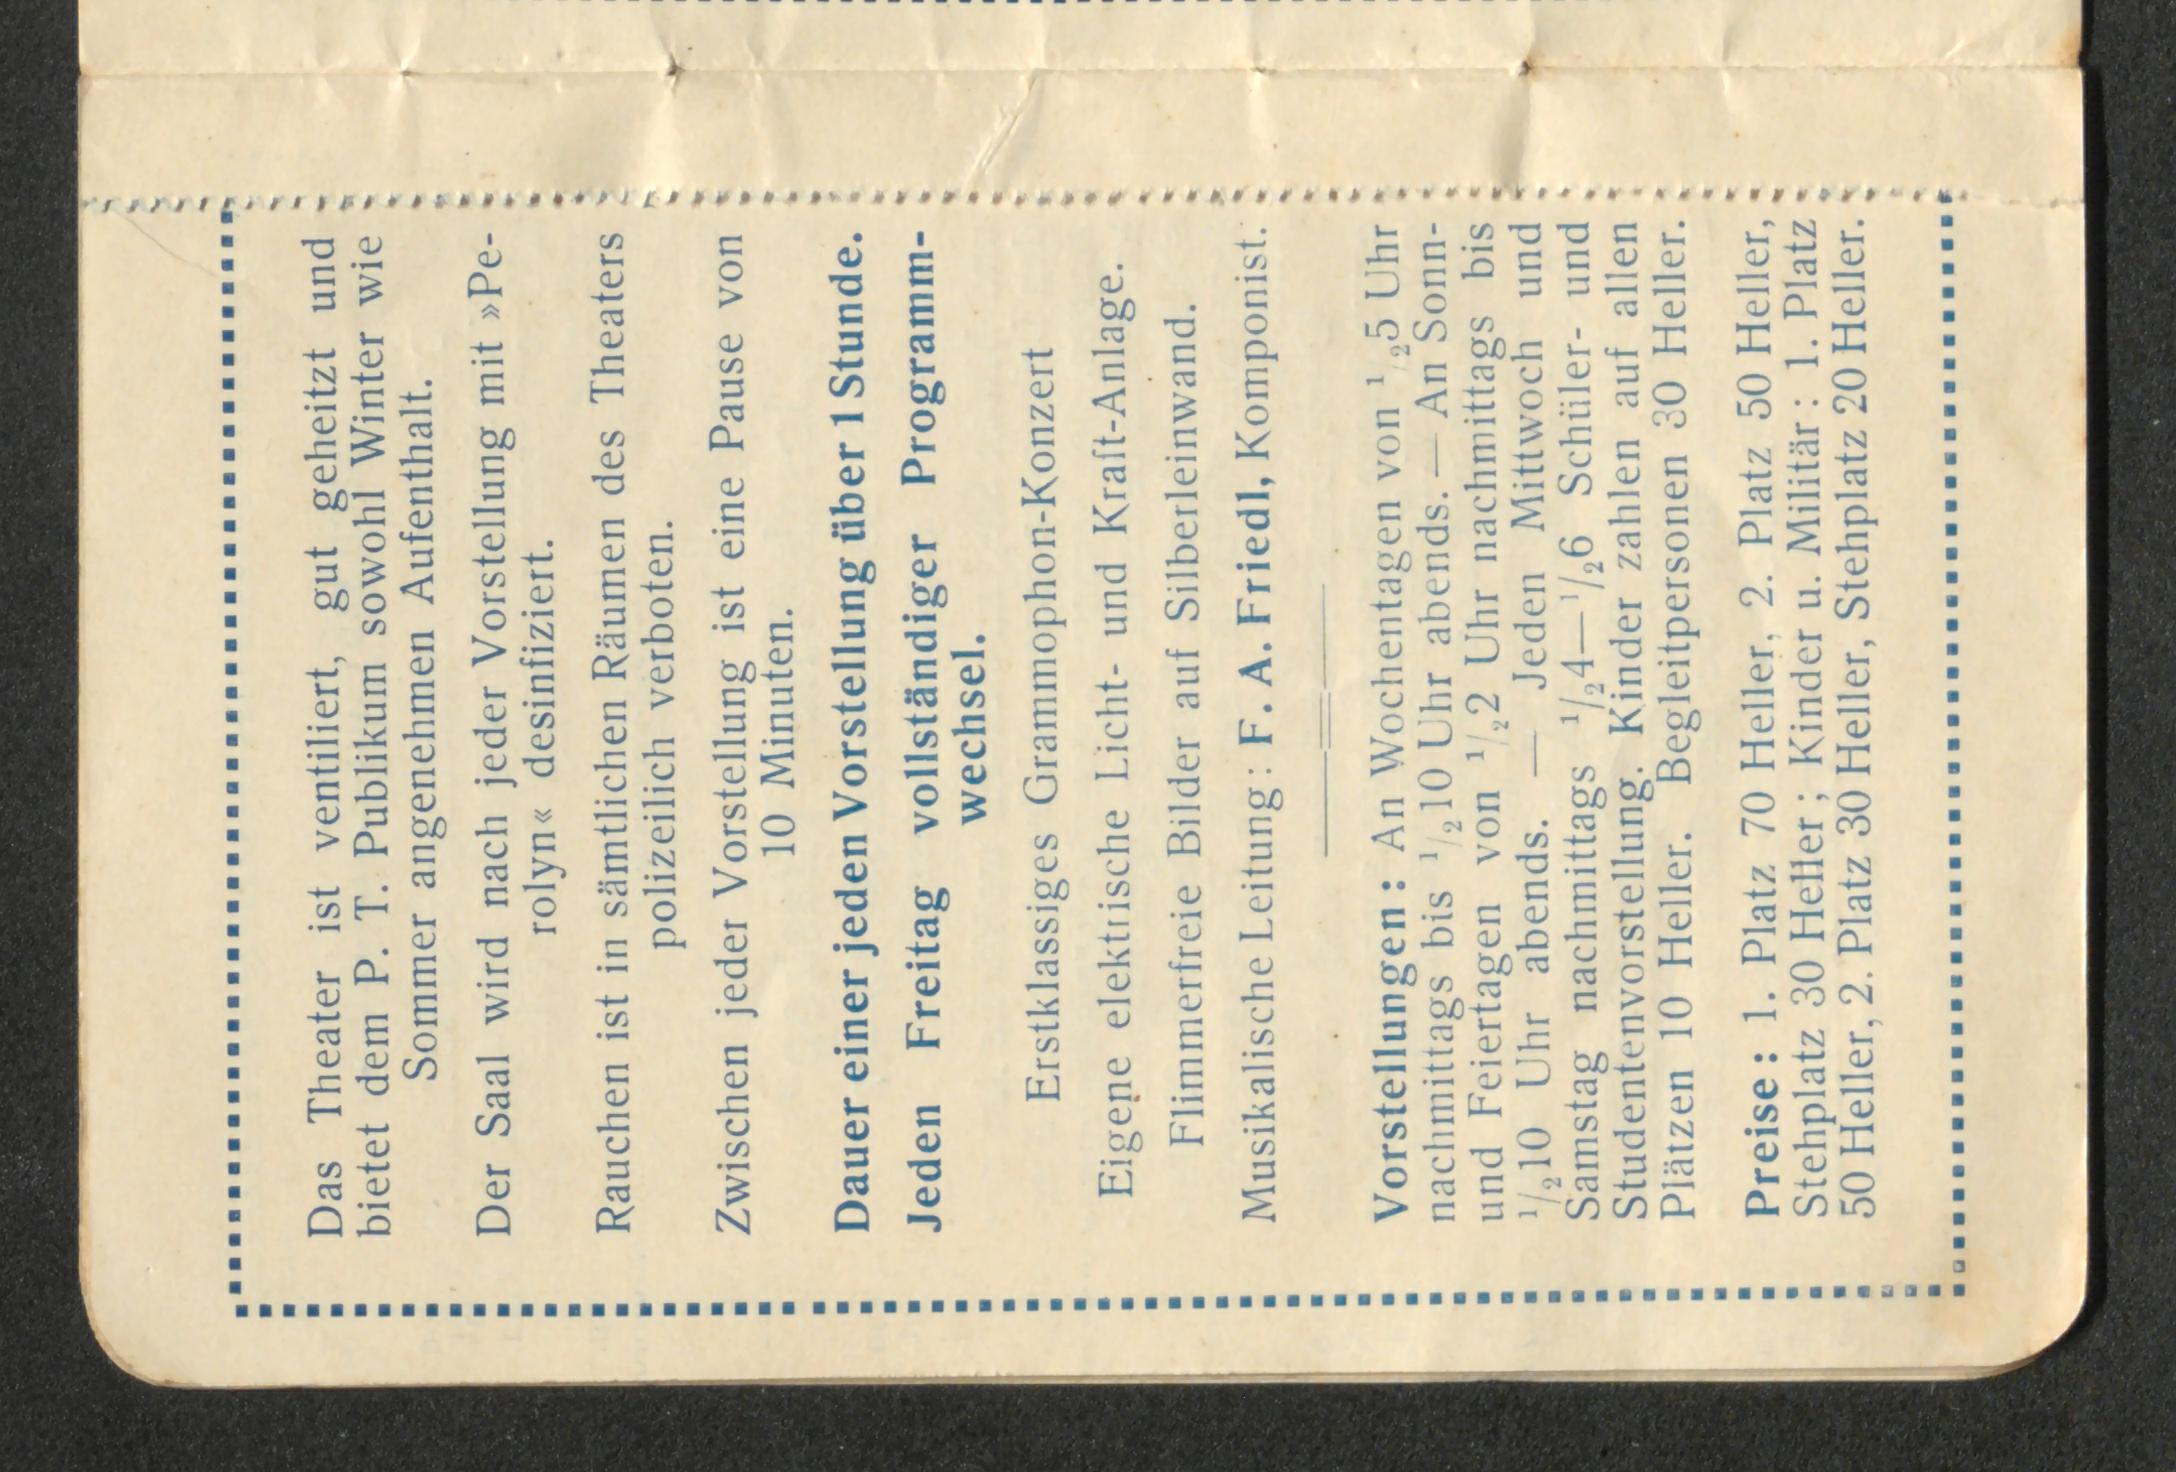 Das Theater ist ventiliert, gut geheitzt und
bietet dem P. T. Publikum sowohl Winter wie
Sommer angenehmen Aufenthalt.
Der Saal wird nach jeder Vorstellung mit »Pe-
rolyn« desinfiziert.
Rauchen ist in sämtlichen Räumen des Theaters
polizeilich verboten.
Zwischen jeder Vorstellung ist eine Pause von
10 Minuten.
Dauer einer jeden Vorstellung über 1 Stunde.
Jeden Freitag vollständiger Programm-
wechsel.
Erstklassiges Grammophon-Konzert
Eigene elektrische Licht- und Kraft-Anlage.
Flimmerfreie Bilder auf Silberleinwand.
Musikalische Leitung: F. A. Friedl, Komponist.
Vorstellungen: An Wochentagen von 1/25 Uhr
nachmittags bis 1/210 Uhr abends. — An Sonn-
und Feiertagen von 1/22 Uhr nachmittags bis
1/210 Uhr abends. — Jeden Mittwoch und
Samstag nachmittags 1/24—1/26 Schüler- und
Studentenvorstellung. Kinder zahlen auf allen
Plätzen 10 Heller. Begleitpersonen 30 Heller.
Preise: 1. Platz 70 Heller, 2. Platz 50 Heller,
Stehplatz 30 Heller; Kinder u. Militär: 1. Platz
50 Heller, 2. Platz 30 Heller, Stehplatz 20 Heller.